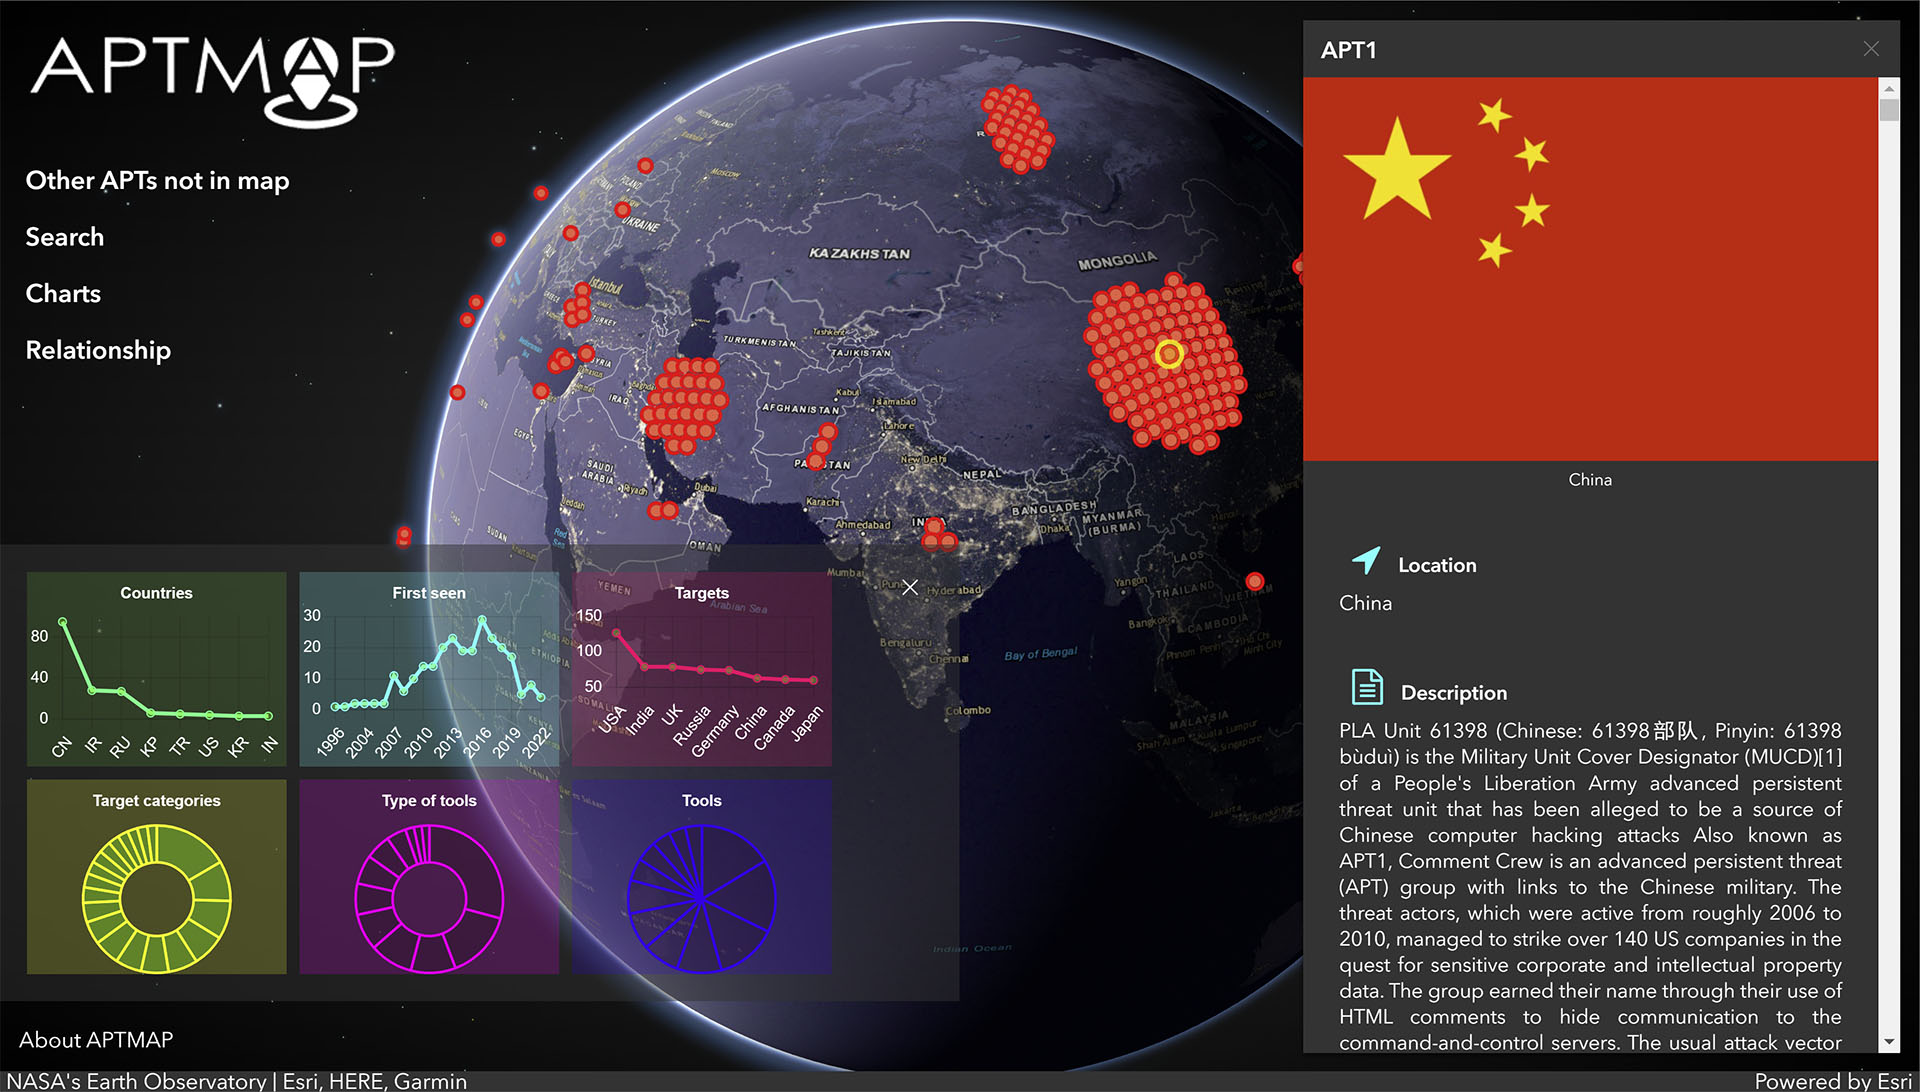 APTMAP
Other APTs not in map
Search
Charts
Relationship
Moscow
POLAND
UKRAINE
KAZAKHSTAN
MONGOLIA
Istanbul
TURKEY
TURKMENISTAN
Tashkent
TAJIKISTAN
SYRIA
Baghdad
IRAQ
Kabul
Islamabad
AFGHANISTAN
Lahore
EGYPT
New Delhi
PAKISTAN
NEPAL
SAUDI
ARABIA
Riyadh
Dubai
Jeddah
Karachi
BANGLADESH
Ahmedabad
INDIA
Dhaka
MYANMAR
(BURMA)
SUDAN
Red
Sea
OMAN
Hanoi
LAOS
Mumbai
Pune
Hyderabad
Yangon
THAILAND
VIETNAM
YEMEN
Arabian Sea
Bangkok
CAMBODIA
Bengaluru
Chennai
Bay of Bengal
Phnom Penh
Ho Chi
Minh City
ETHIOPIA
Colombo
MALAYSIA
Kuala Lumpur
Shah Alam
Singapore
KENYA
TANZANIA
Jakarta
Indian Ocean
Countries
80
40
0
CN
IR
RU
KP
TR
US
KR
IN
First seen
30
20
10
0
1996
2004
2007
2010
2013
2016
2019
2022
Targets
150
100
50
USA
India
UK
Russia
Germany
China
Canada
Japan
Target categories
Type of tools
Tools
About APTMAP
NASA's Earth Observatory | Esri, HERE, Garmin
APT1
China
Location
China
Description
PLA Unit 61398 (Chinese: 61398部队, Pinyin: 61398
bùduì) is the Military Unit Cover Designator (MUCD)[1]
of a People's Liberation Army advanced persistent
threat unit that has been alleged to be a source of
Chinese computer hacking attacks Also known as
APT1, Comment Crew is an advanced persistent threat
(APT) group with links to the Chinese military. The
threat actors, which were active from roughly 2006 to
2010, managed to strike over 140 US companies in the
quest for sensitive corporate and intellectual property
data. The group earned their name through their use of
HTML comments to hide communication to the
command-and-control servers. The usual attack vector
Powered by Esri